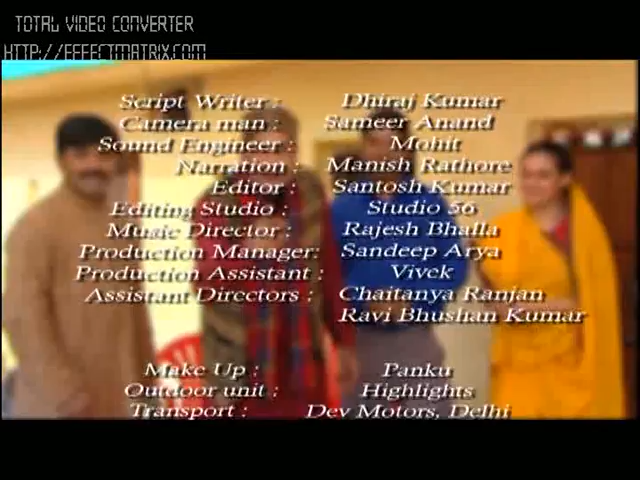 TOTAL VIDEO CONVERTER
HTTP://EFFECTMATRIX.COM
Script Writer : Dhiraj Kumar
Camera man : Sameer Anand
Sound Engineer : Mohit
Narration : Manish Rathore
Editor : Santosh Kumar
Editing Studio : Studio 56
Music Director : Rajesh Bhalla
Production Manager: Sandeep Arya
Production Assistant : Vivek
Assistant Directors : Chaitanya Ranjan
Ravi Bhushan Kumar
Make Up : Panku
Outdoor unit : Highlights
Transport : Dev Motors, Delhi